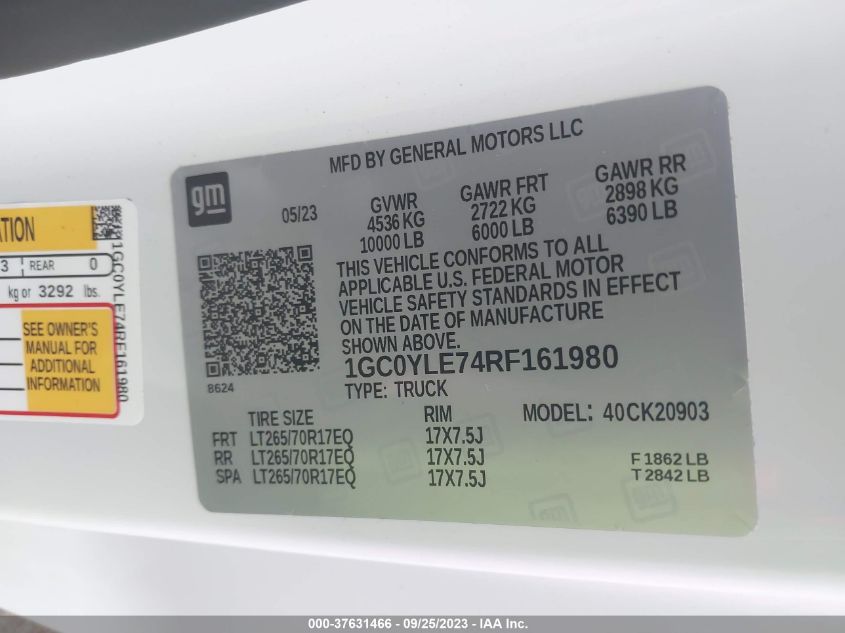 ATION
3 REAR 0
kg or 3292 lbs.
SEE OWNER'S
MANUAL FOR
ADDITIONAL
INFORMATION
1GC0YLE74RF161980
gm
MFD BY GENERAL MOTORS LLC
05/23
GVWR
4536 KG
10000 LB
GAWR FRT
2722 KG
6000 LB
GAWR RR
2898 KG
6390 LB
THIS VEHICLE CONFORMS TO ALL
APPLICABLE U.S. FEDERAL MOTOR
VEHICLE SAFETY STANDARDS IN EFFECT
ON THE DATE OF MANUFACTURE
SHOWN ABOVE.
1GC0YLE74RF161980
TYPE: TRUCK
8624
TIRE SIZE RIM MODEL: 40CK20903
FRT LT265/70R17EQ 17X7.5J
RR LT265/70R17EQ 17X7.5J F 1862 LB
SPA LT265/70R17EQ 17X7.5J T 2842 LB
000-37631466 - 09/25/2023 - IAA Inc.